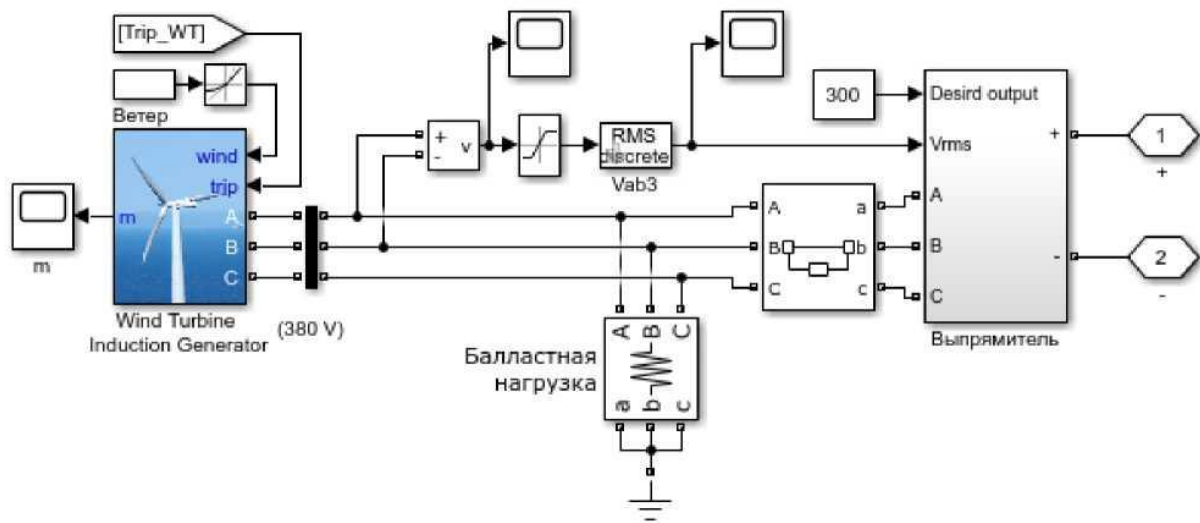 [Trip_WT]
Ветер
wind
trip
m
A
B
C
m
Wind Turbine
Induction Generator
(380 V)
+
-
v
RMS
discrete
Vab3
300
Desird output
Vrms
A
B
C
+
-
Выпрямитель
A
B
C
a
b
c
Балластная
нагрузка
A B C
a b c
1
+
2
-